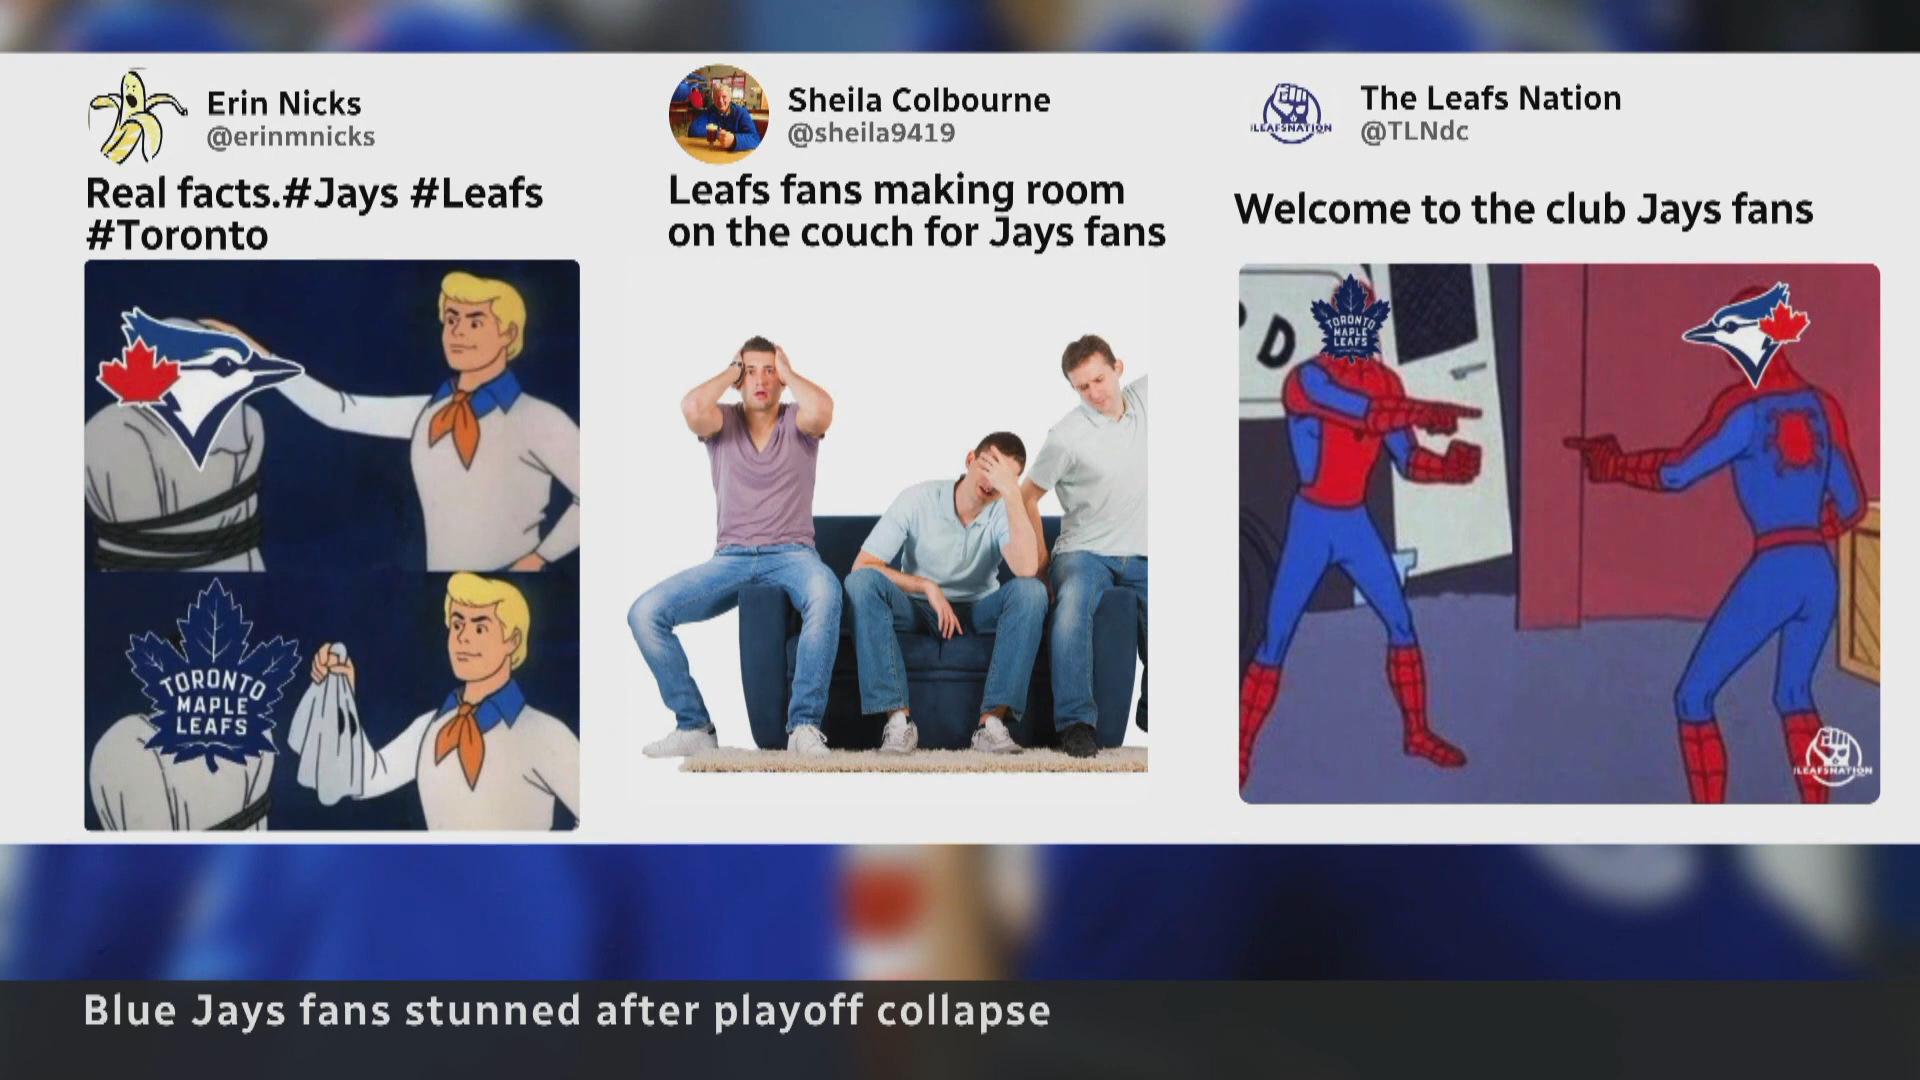 Erin Nicks
@erinmnicks
Real facts.#Jays #Leafs
#Toronto
TORONTO
MAPLE
LEAFS
Sheila Colbourne
@sheila9419
Leafs fans making room
on the couch for Jays fans
LEAFSNATION
The Leafs Nation
@TLNdc
Welcome to the club Jays fans
D
TORONTO
MAPLE
LEAFS
LEAFSNATION
Blue Jays fans stunned after playoff collapse